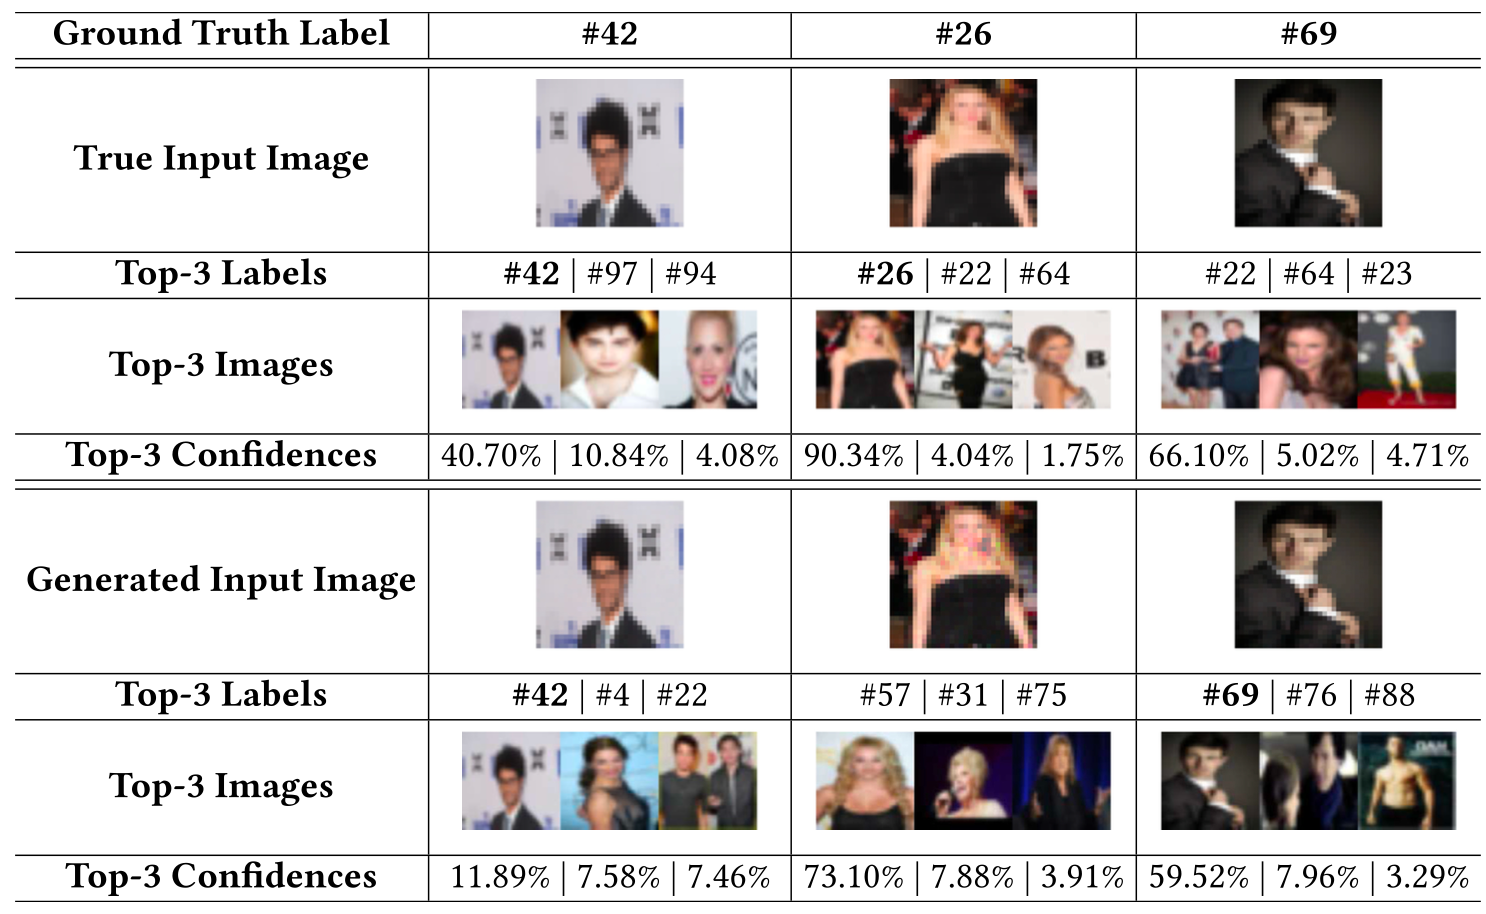 Ground Truth Label #42 #26 #69
True Input Image
Top-3 Labels #42 | #97 | #94 #26 | #22 | #64 #22 | #64 | #23
Top-3 Images
Top-3 Confidences 40.70% | 10.84% | 4.08% 90.34% | 4.04% | 1.75% 66.10% | 5.02% | 4.71%
Generated Input Image
Top-3 Labels #42 | #4 | #22 #57 | #31 | #75 #69 | #76 | #88
Top-3 Images
Top-3 Confidences 11.89% | 7.58% | 7.46% 73.10% | 7.88% | 3.91% 59.52% | 7.96% | 3.29%